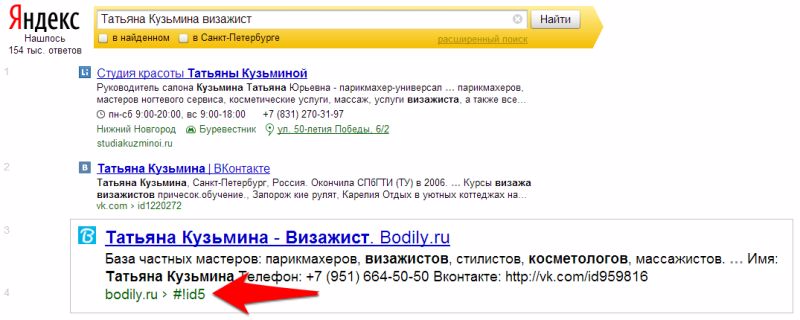 Яндекс
Нашлось
154 тыс. ответов
Татьяна Кузьмина визажист
Найти
в найденном
в Санкт-Петербурге
расширенный поиск
1
Li
Студия красоты Татьяны Кузьминой
Руководитель салона Кузьмина Татьяна Юрьевна - парикмахер-универсал ... парикмахеров,
мастеров ногтевого сервиса, косметические услуги, массаж, услуги визажиста, а также все...
пн-сб 9:00-20:00, вс 9:00-18:00 +7 (831) 270-31-97
Нижний Новгород Буревестник ул. 50-летия Победы, 6/2
studiakuzminoi.ru
2
В
Татьяна Кузьмина | ВКонтакте
Татьяна Кузьмина, Санкт-Петербург, Россия. Окончила СПбГТИ (ТУ) в 2006. ... Курсы визажа
визажистов причесок.обучение., Запорож кие рулят, Карелия Отдых в уютных коттеджах на...
vk.com › id1220272
3
Татьяна Кузьмина - Визажист. Bodily.ru
База частных мастеров: парикмахеров, визажистов, стилистов, косметологов, массажистов. ... Имя:
Татьяна Кузьмина Телефон: +7 (951) 664-50-50 Вконтакте: http://vk.com/id959816
4
bodily.ru › #!id5